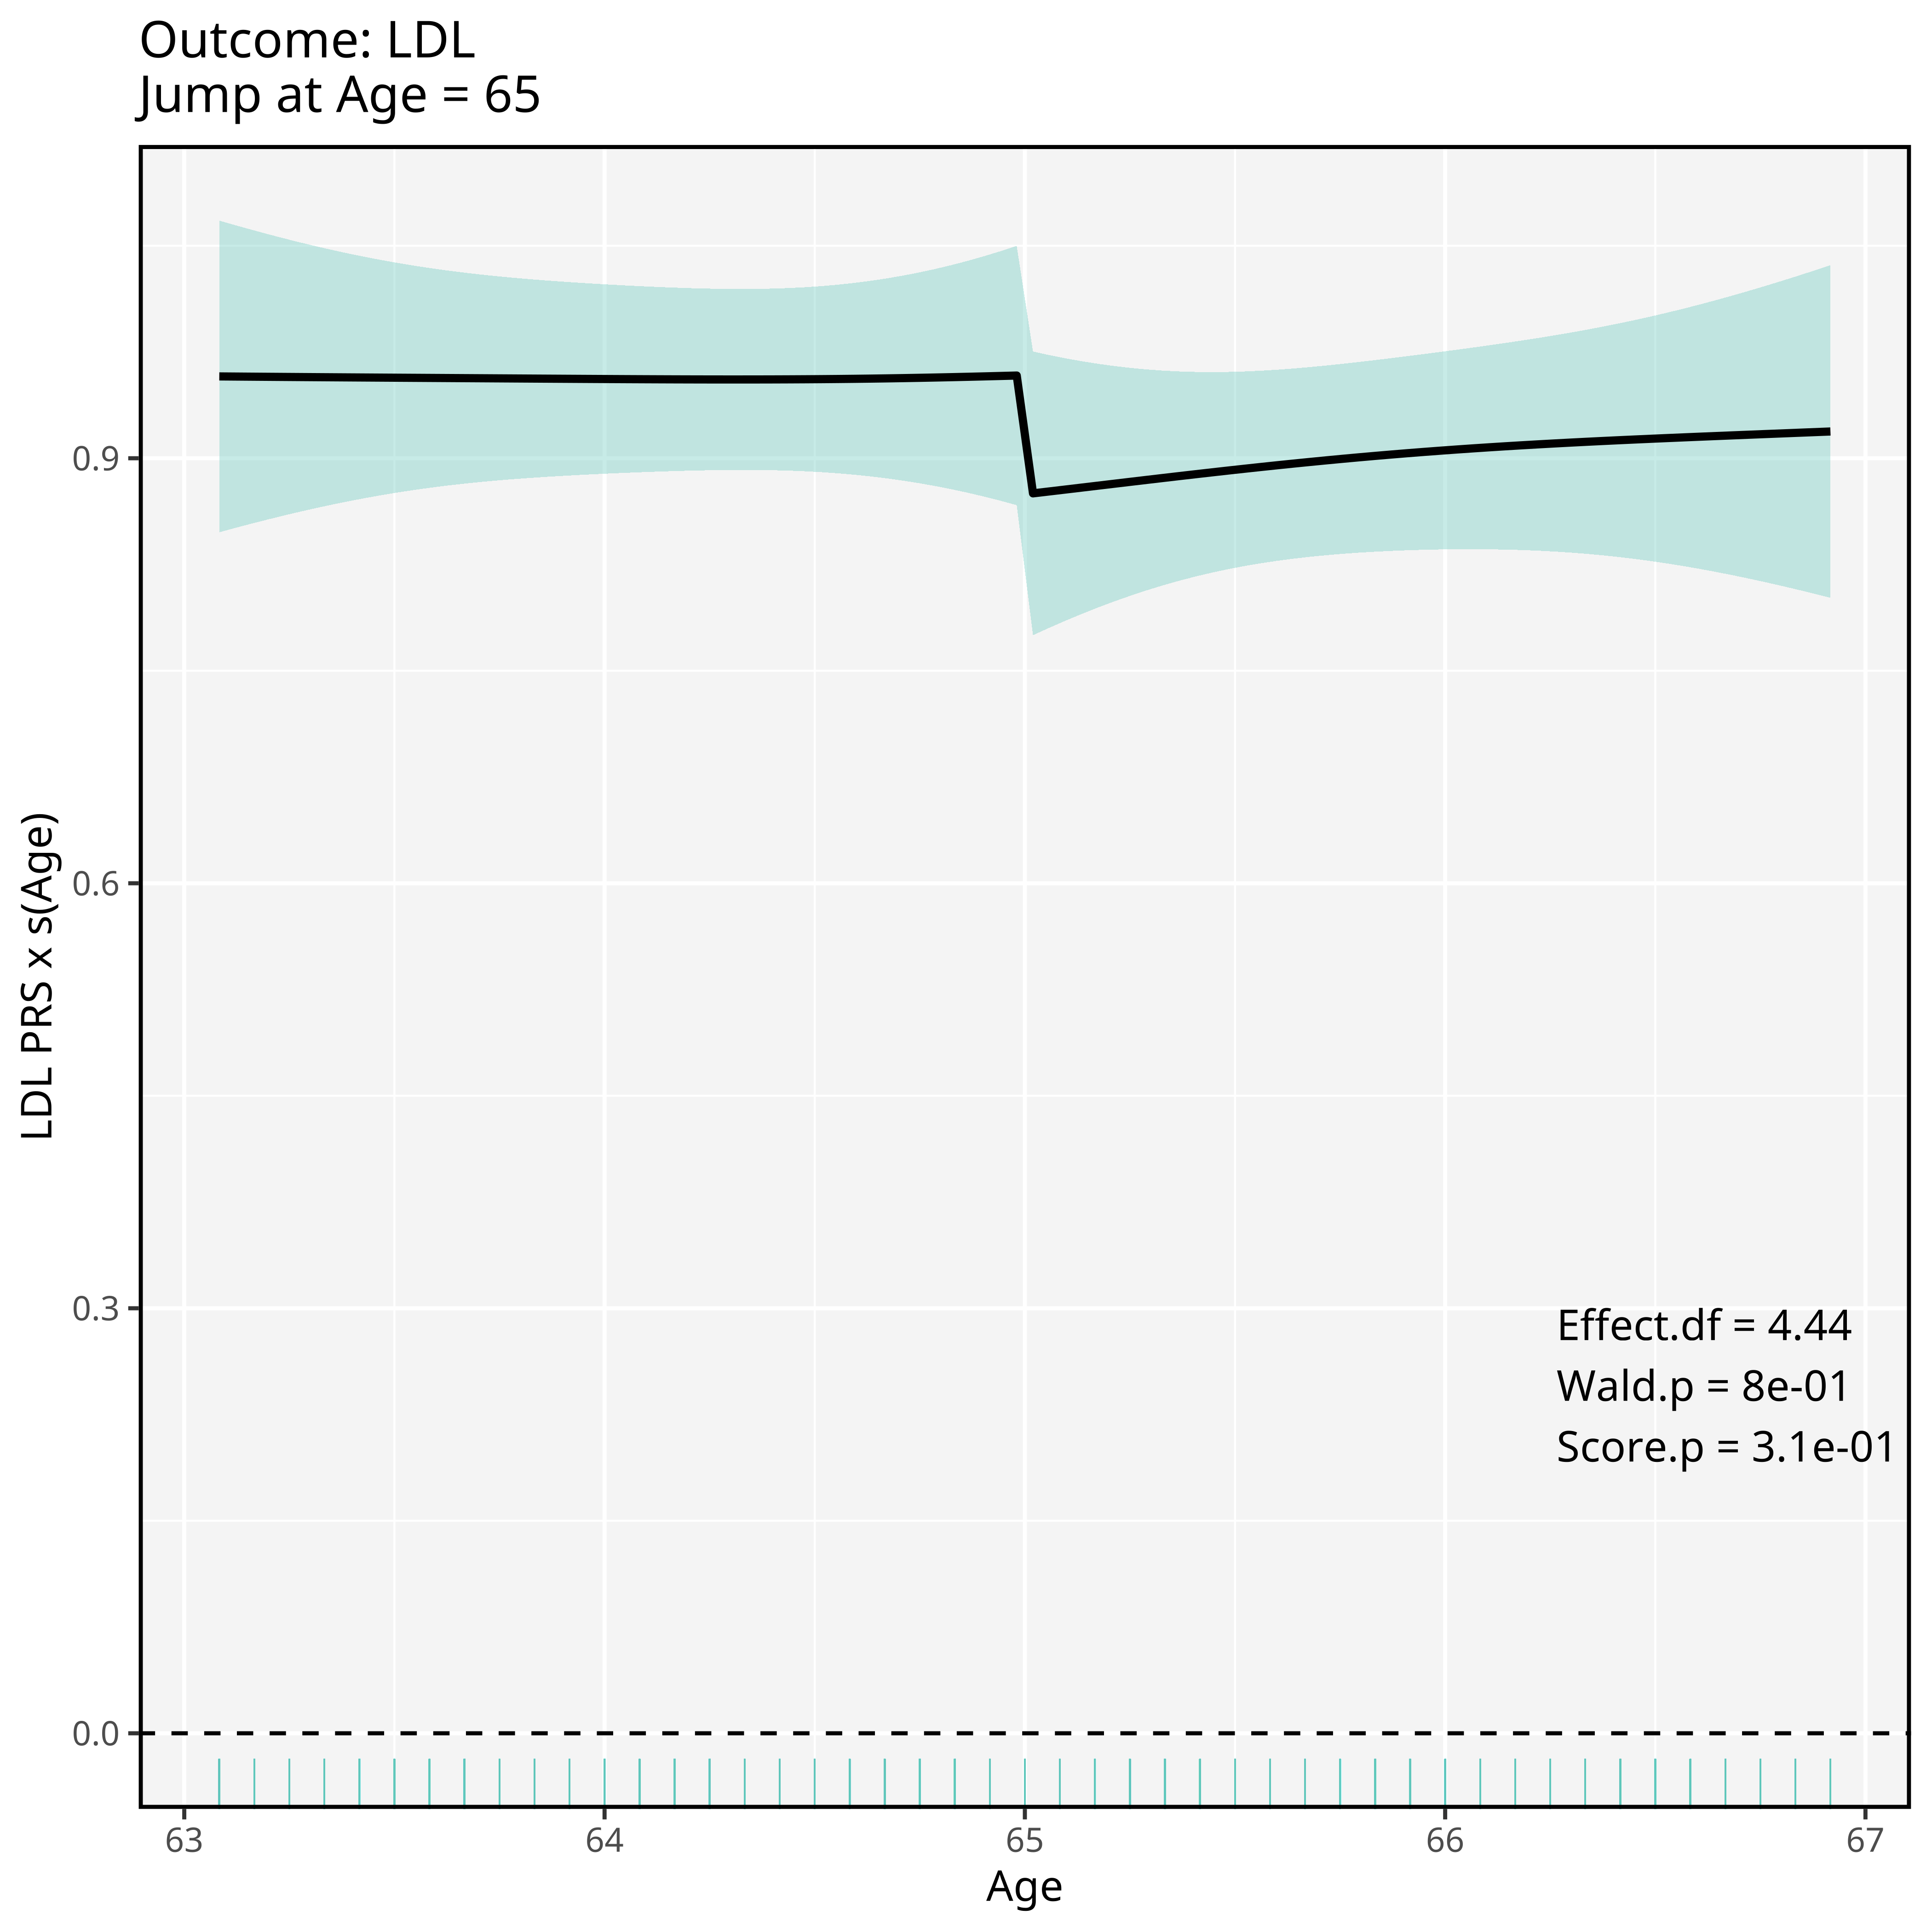 Outcome: LDL
Jump at Age = 65
LDL PRS x s(Age)
0.9
0.6
0.3
0.0
Effect.df = 4.44
Wald.p = 8e-01
Score.p = 3.1e-01
63 64 65 66 67
Age